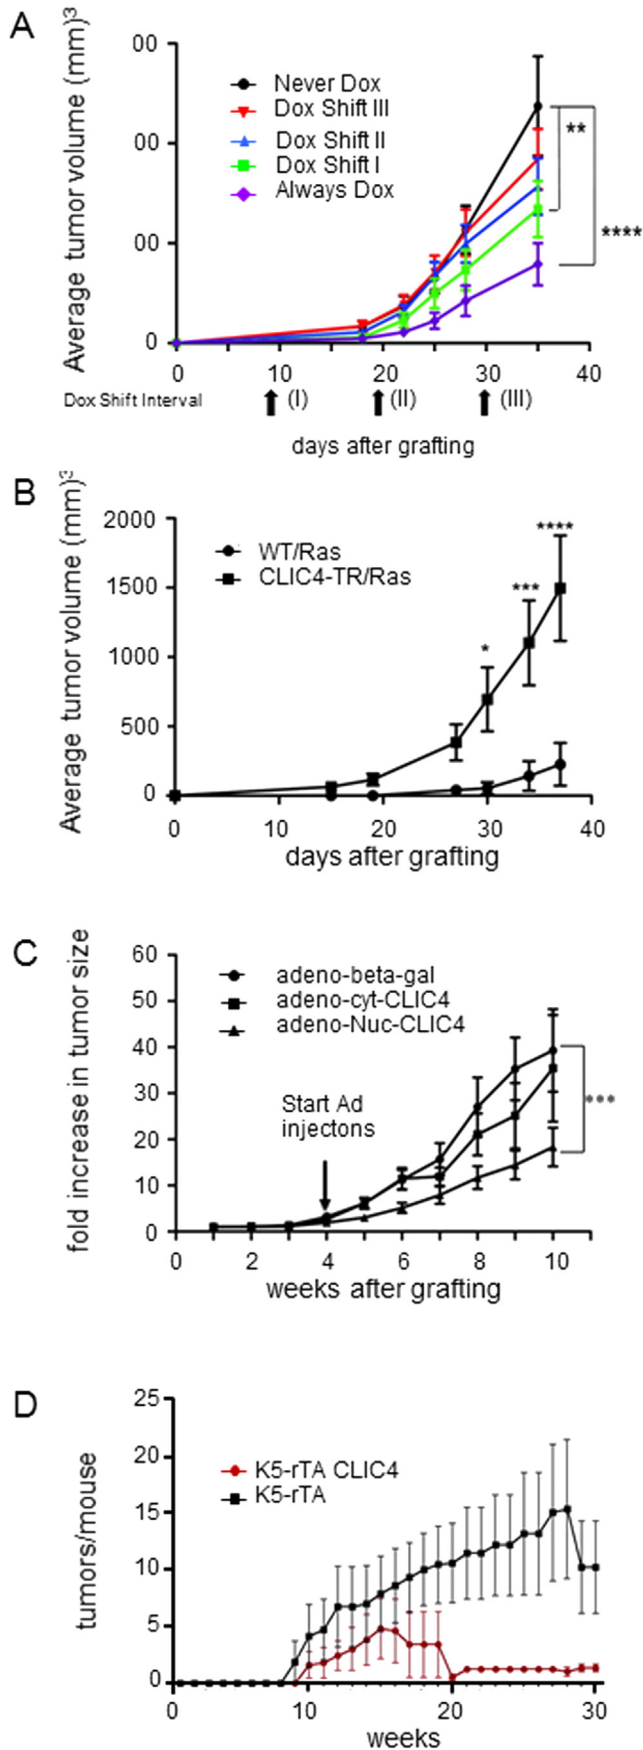 A
Average tumor volume (mm)3
00
00
00
0
Never Dox
Dox Shift III
Dox Shift II
Dox Shift I
Always Dox
**
****
0 10 20 30 40
Dox Shift Interval (I) (II) (III)
days after grafting
B
Average tumor volume (mm)3
2000
1500
1000
500
0
WT/Ras
CLIC4-TR/Ras
*
***
****
0 10 20 30 40
days after grafting
C
fold increase in tumor size
60
50
40
30
20
10
0
adeno-beta-gal
adeno-cyt-CLIC4
adeno-Nuc-CLIC4
Start Ad
injectons
***
0 2 4 6 8 10
weeks after grafting
D
tumors/mouse
25
20
15
10
5
0
K5-rTA CLIC4
K5-rTA
0 10 20 30
weeks